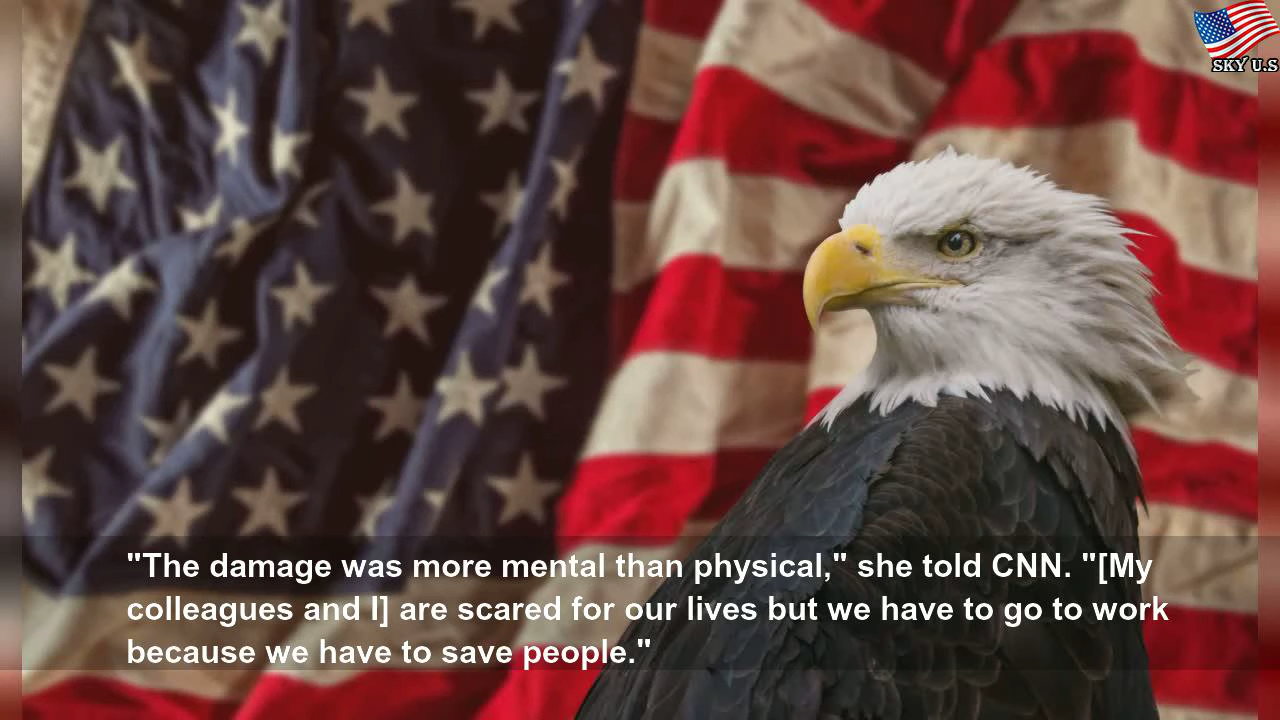 SKY U.S
"The damage was more mental than physical," she told CNN. "[My
colleagues and I] are scared for our lives but we have to go to work
because we have to save people."